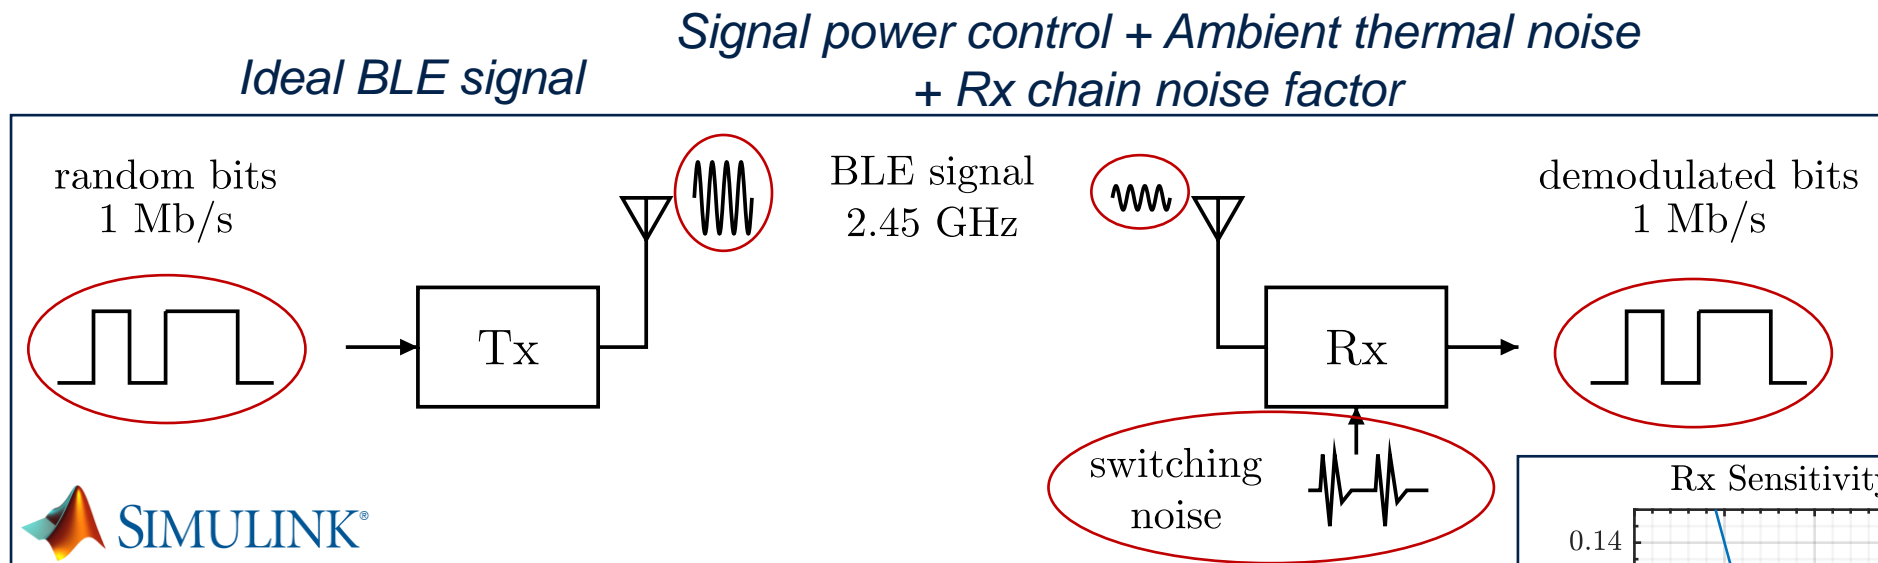 Ideal BLE signal
Signal power control + Ambient thermal noise
+ Rx chain noise factor
random bits
1 Mb/s
Tx
BLE signal
2.45 GHz
Rx
demodulated bits
1 Mb/s
switching
noise
SIMULINK®
Rx Sensitivity
0.14